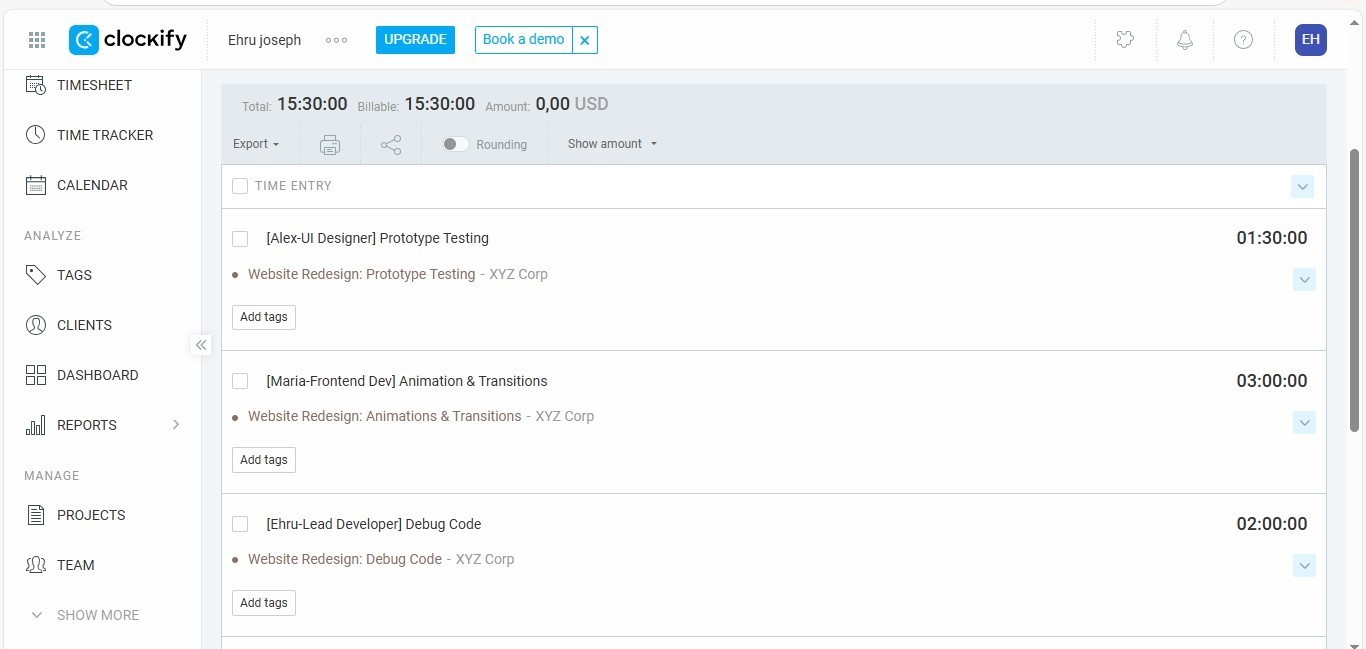 clockify
Ehru joseph
UPGRADE
Book a demo
EH
TIMESHEET
TIME TRACKER
CALENDAR
ANALYZE
TAGS
CLIENTS
DASHBOARD
REPORTS
MANAGE
PROJECTS
TEAM
SHOW MORE
Total: 15:30:00 Billable: 15:30:00 Amount: 0,00 USD
Export
Rounding
Show amount
TIME ENTRY
[Alex-UI Designer] Prototype Testing 01:30:00
Website Redesign: Prototype Testing - XYZ Corp
Add tags
[Maria-Frontend Dev] Animation & Transitions 03:00:00
Website Redesign: Animations & Transitions - XYZ Corp
Add tags
[Ehru-Lead Developer] Debug Code 02:00:00
Website Redesign: Debug Code - XYZ Corp
Add tags